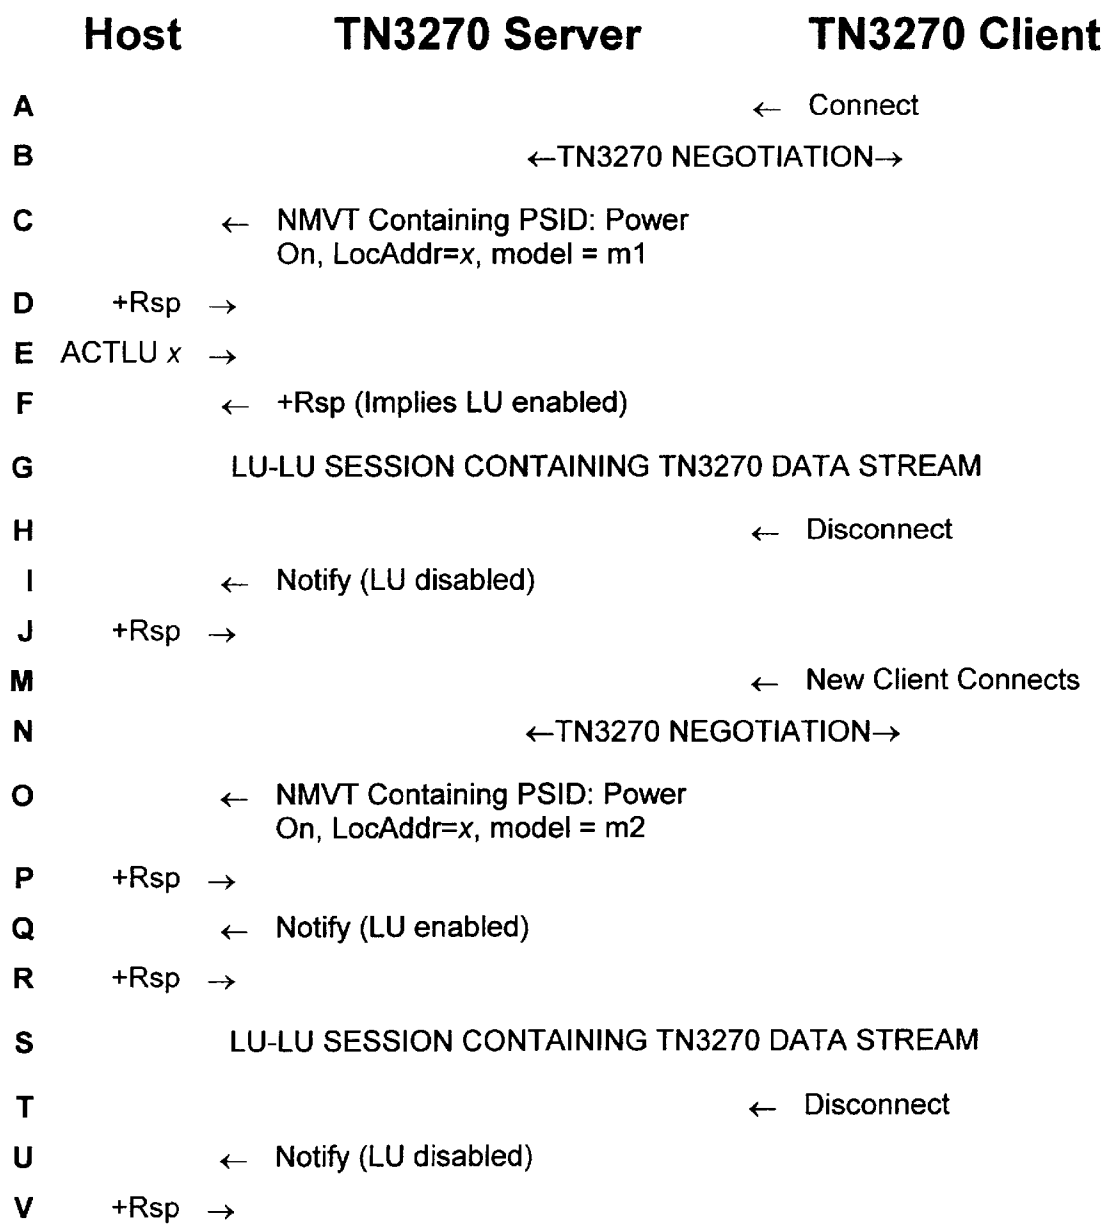 Host TN3270 Server TN3270 Client
A ← Connect
B ←TN3270 NEGOTIATION→
C ← NMVT Containing PSID: Power
On, LocAddr=x, model = m1
D +Rsp →
E ACTLU x →
F ← +Rsp (Implies LU enabled)
G LU-LU SESSION CONTAINING TN3270 DATA STREAM
H ← Disconnect
I ← Notify (LU disabled)
J +Rsp →
M ← New Client Connects
N ←TN3270 NEGOTIATION→
O ← NMVT Containing PSID: Power
On, LocAddr=x, model = m2
P +Rsp →
Q ← Notify (LU enabled)
R +Rsp →
S LU-LU SESSION CONTAINING TN3270 DATA STREAM
T ← Disconnect
U ← Notify (LU disabled)
V +Rsp →